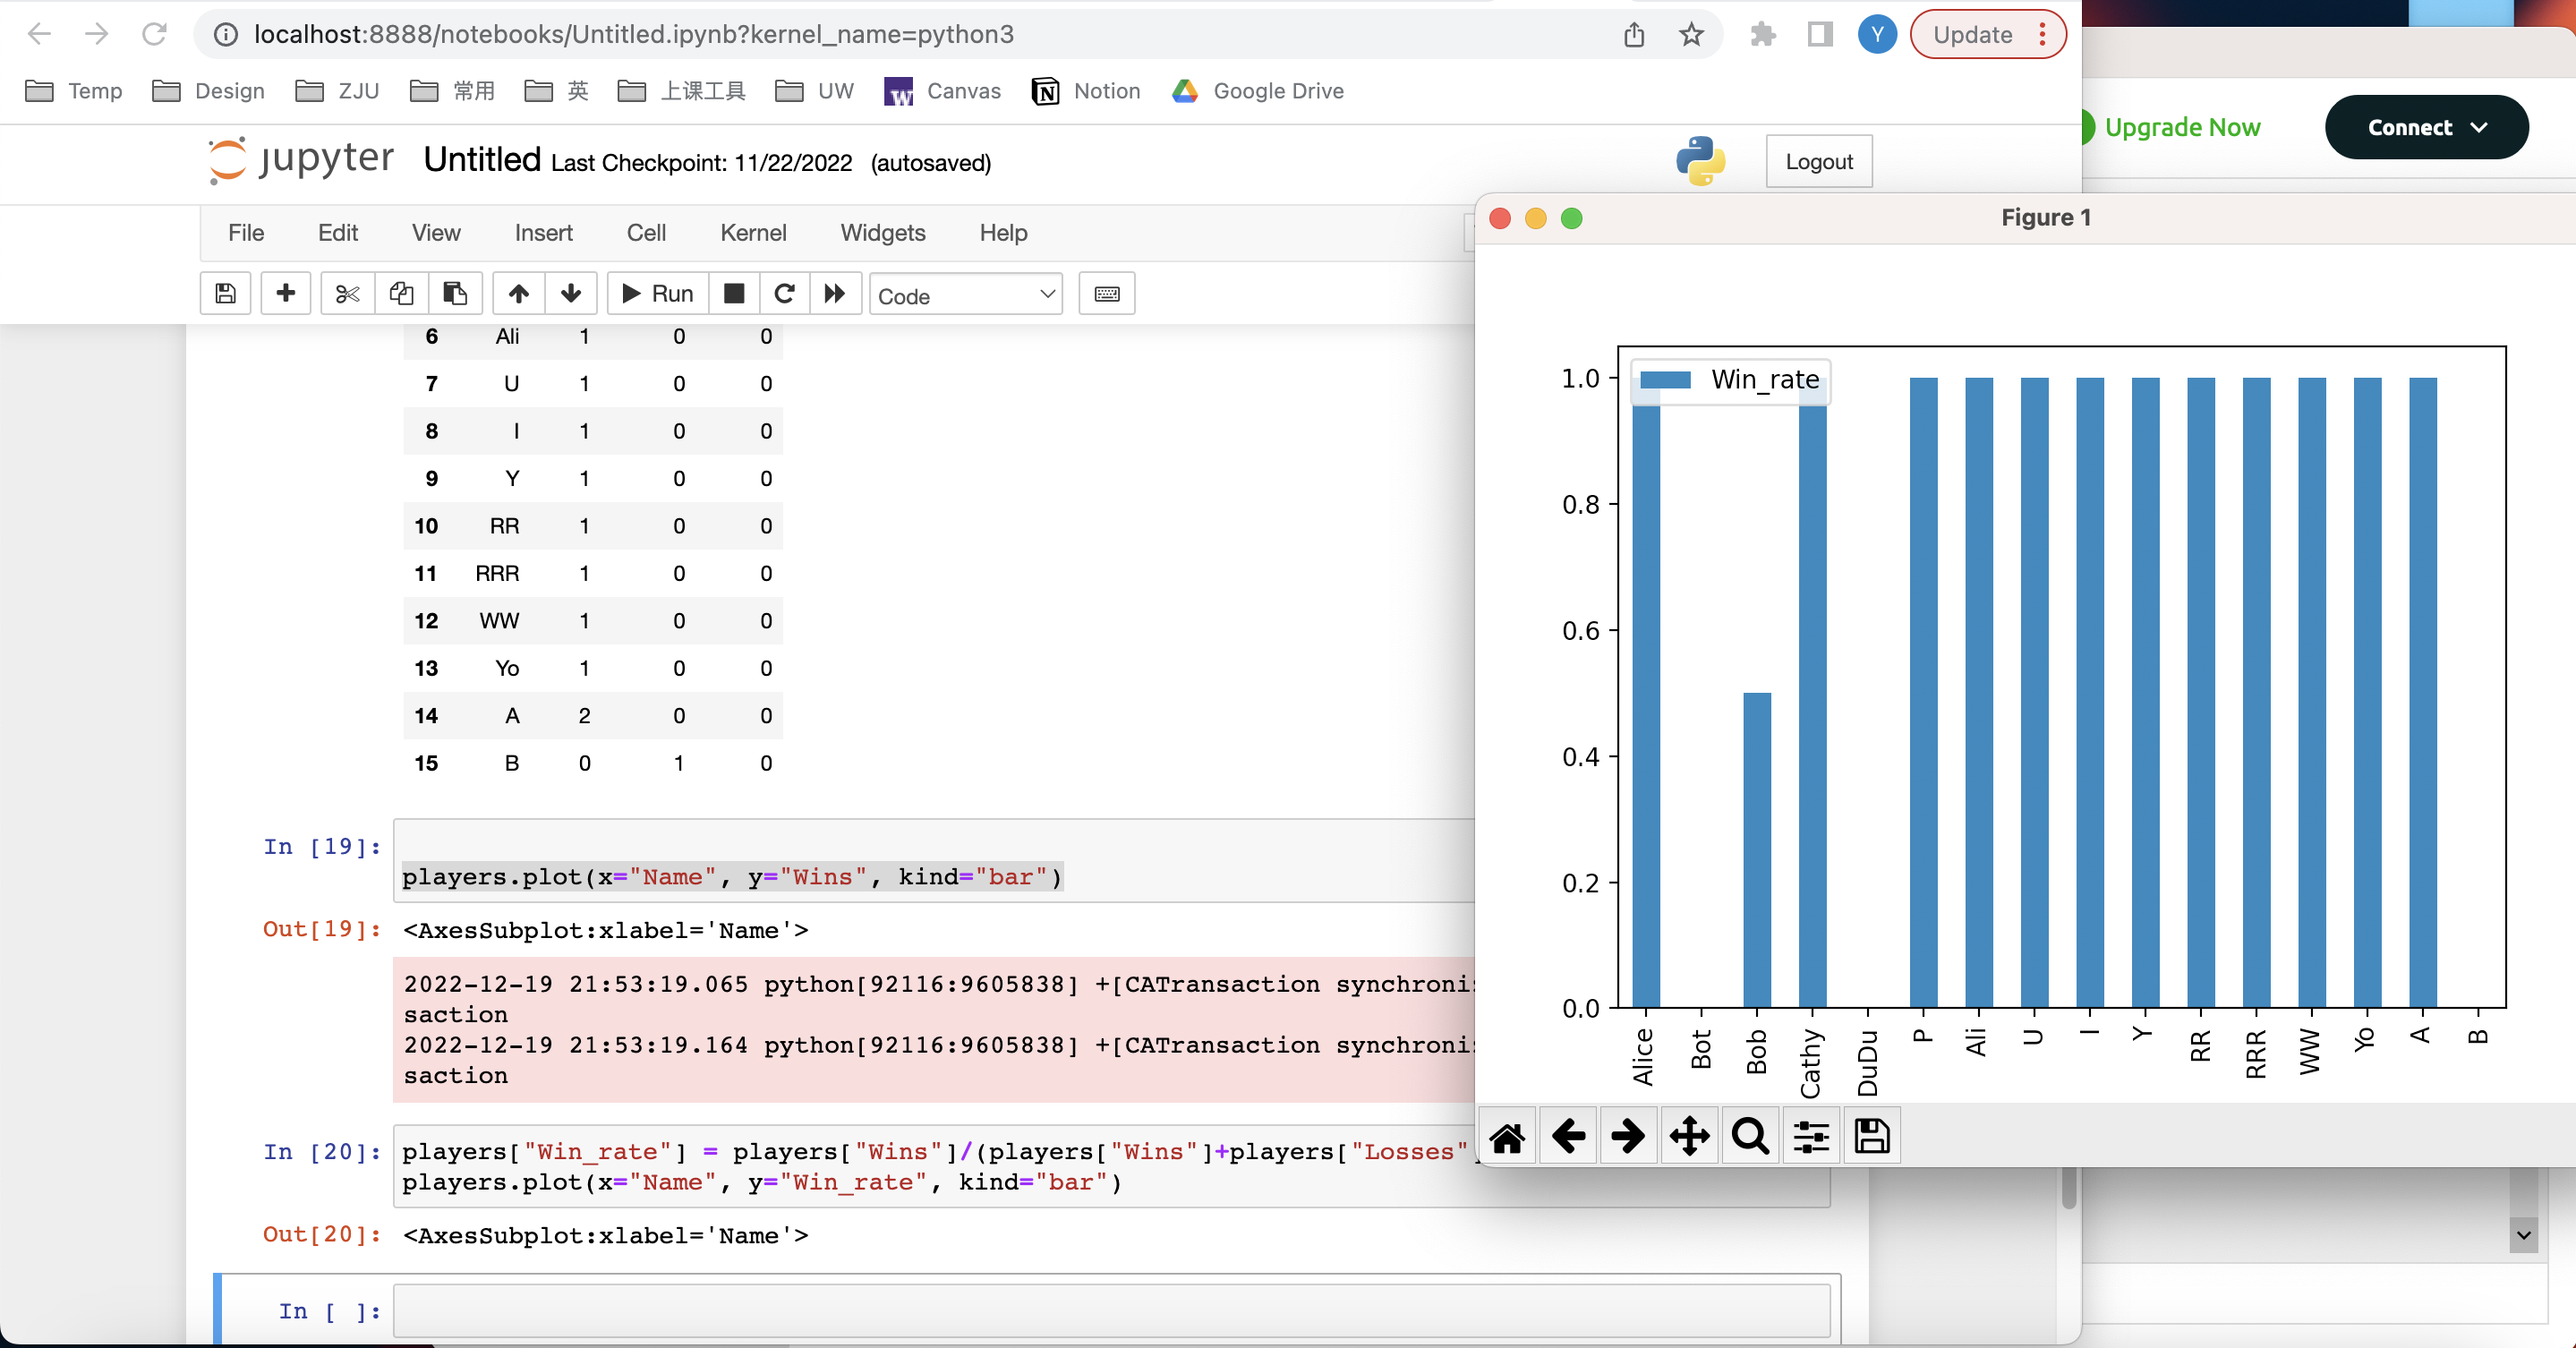 localhost:8888/notebooks/Untitled.ipynb?kernel_name=python3
Y
Update
Temp
Design
ZJU
常用
英
上课工具
UW
W
Canvas
Notion
Google Drive
Upgrade Now
Connect
jupyter
Untitled Last Checkpoint: 11/22/2022 (autosaved)
Logout
File Edit View Insert Cell Kernel Widgets Help
Run
Code
6 Ali 1 0 0
7 U 1 0 0
8 I 1 0 0
9 Y 1 0 0
10 RR 1 0 0
11 RRR 1 0 0
12 WW 1 0 0
13 Yo 1 0 0
14 A 2 0 0
15 B 0 1 0
In [19]:
players.plot(x="Name", y="Wins", kind="bar")
Out[19]: <AxesSubplot:xlabel='Name'>
2022-12-19 21:53:19.065 python[92116:9605838] +[CATransaction synchroni
saction
2022-12-19 21:53:19.164 python[92116:9605838] +[CATransaction synchroni
saction
In [20]: players["Win_rate"] = players["Wins"]/(players["Wins"]+players["Losses"
players.plot(x="Name", y="Win_rate", kind="bar")
Out[20]: <AxesSubplot:xlabel='Name'>
In [ ]:
Figure 1
Win_rate
1.0
0.8
0.6
0.4
0.2
0.0
Alice
Bot
Bob
Cathy
DuDu
P
Ali
U
I
Y
RR
RRR
WW
Yo
A
B